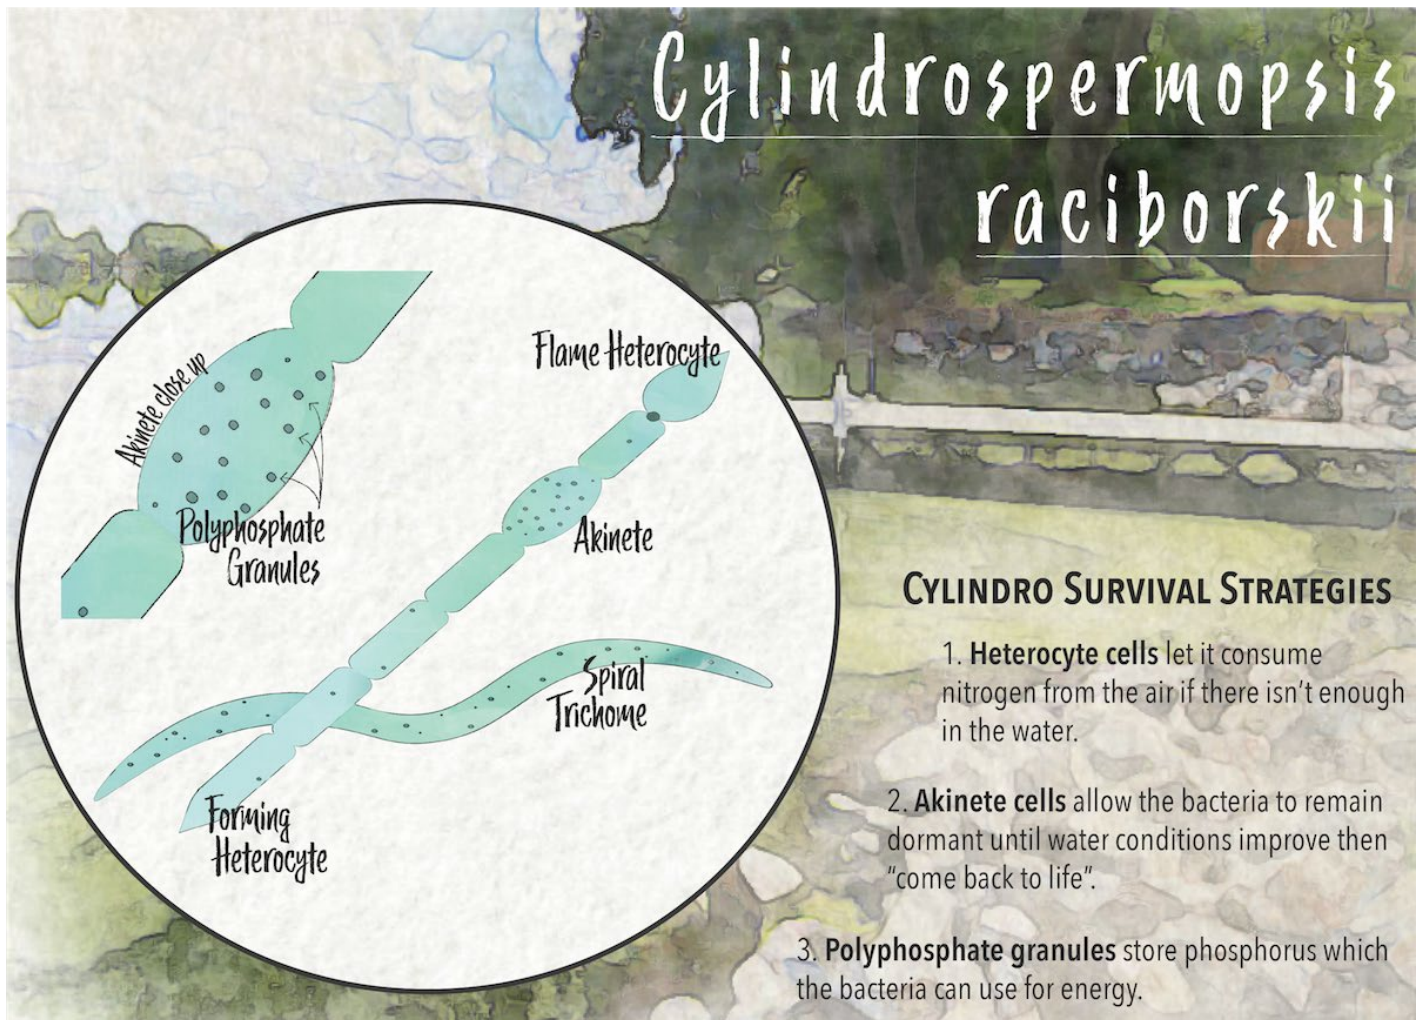 Cylindrospermopsis
raciborskii
Flame Heterocyte
Akinete close up
Polyphosphate
Granules
Akinete
Spiral
Trichome
Forming
Heterocyte
CYLINDRO SURVIVAL STRATEGIES
1. Heterocyte cells let it consume
nitrogen from the air if there isn't enough
in the water.
2. Akinete cells allow the bacteria to remain
dormant until water conditions improve then
"come back to life".
3. Polyphosphate granules store phosphorus which
the bacteria can use for energy.